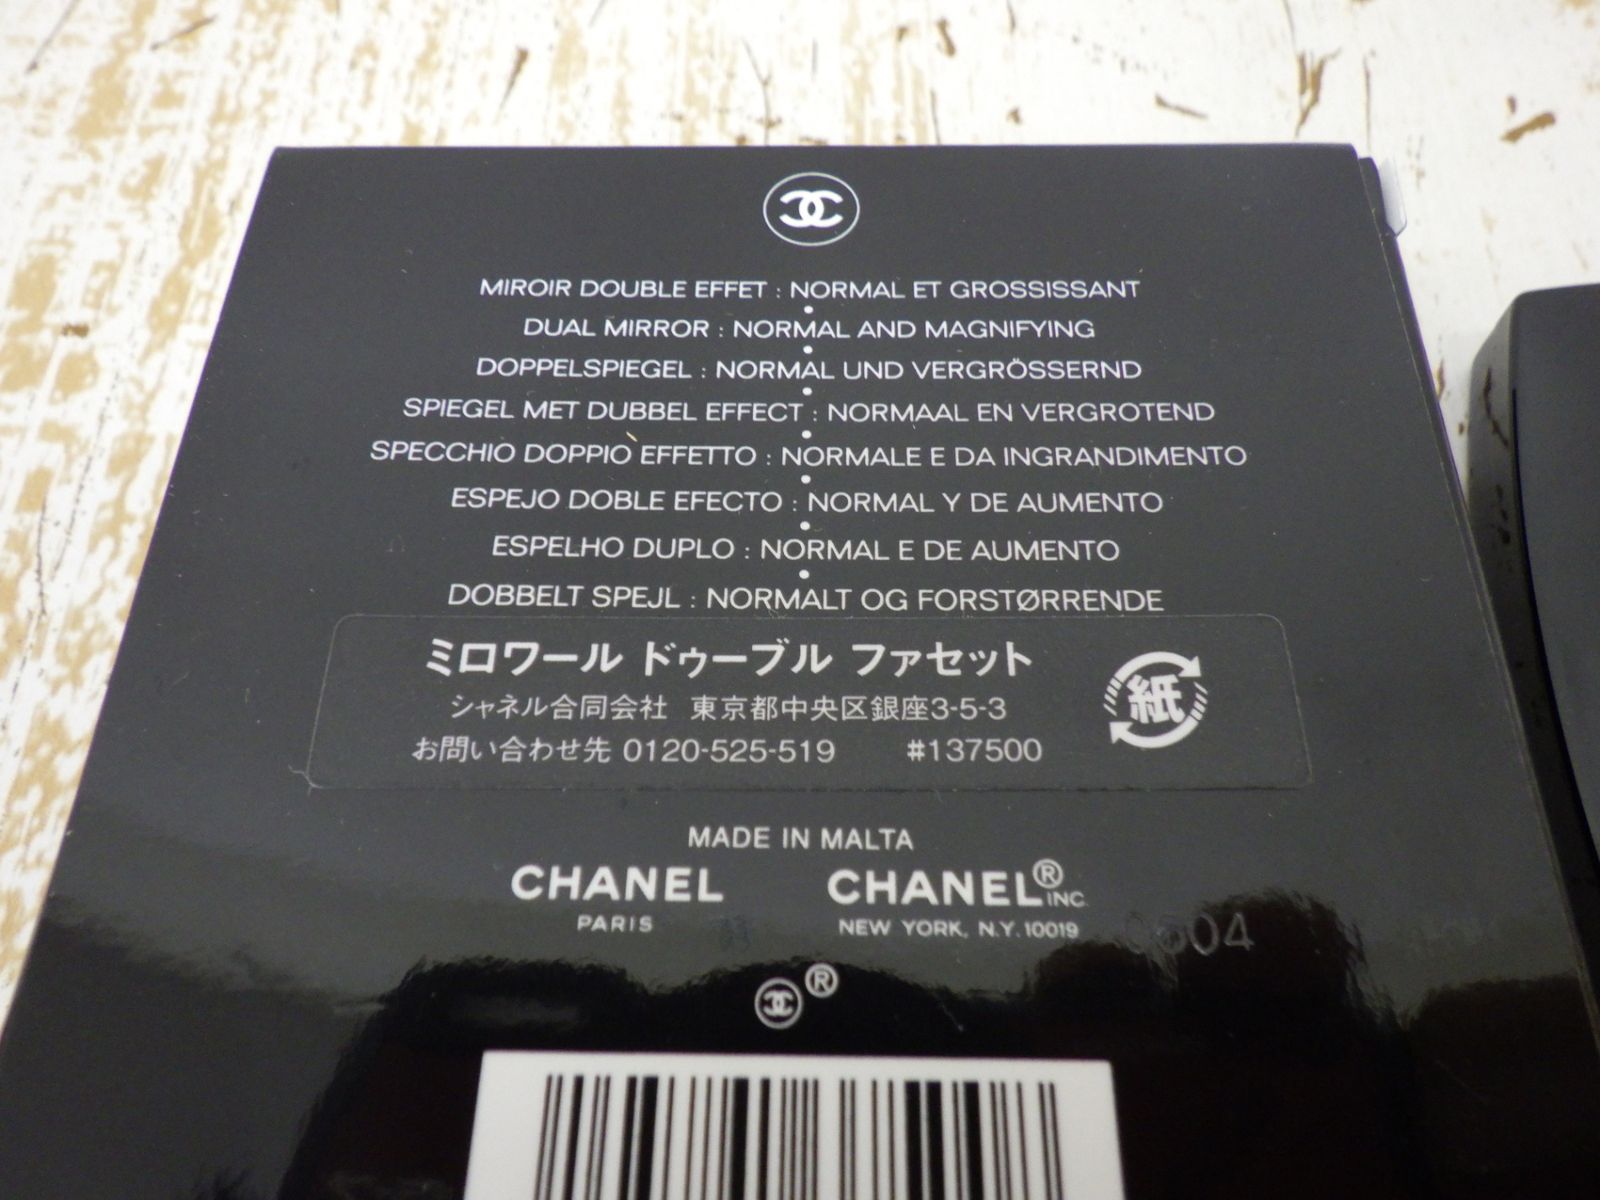 MIROIR DOUBLE EFFET : NORMAL ET GROSSISSANT
DUAL MIRROR : NORMAL AND MAGNIFYING
DOPPELSPIEGEL : NORMAL UND VERGRÖSSERND
SPIEGEL MET DUBBEL EFFECT : NORMAAL EN VERGROTEND
SPECCHIO DOPPIO EFFETTO : NORMALE E DA INGRANDIMENTO
ESPEJO DOBLE EFECTO : NORMAL Y DE AUMENTO
ESPELHO DUPLO : NORMAL E DE AUMENTO
DOBBELT SPEJL : NORMALT OG FORSTØRRENDE
ミロワール ドゥーブル ファセット
シャネル合同会社 東京都中央区銀座3-5-3
お問い合わせ先 0120-525-519 #137500
紙
MADE IN MALTA
CHANEL CHANEL® INC.
PARIS NEW YORK, N.Y. 10019
®